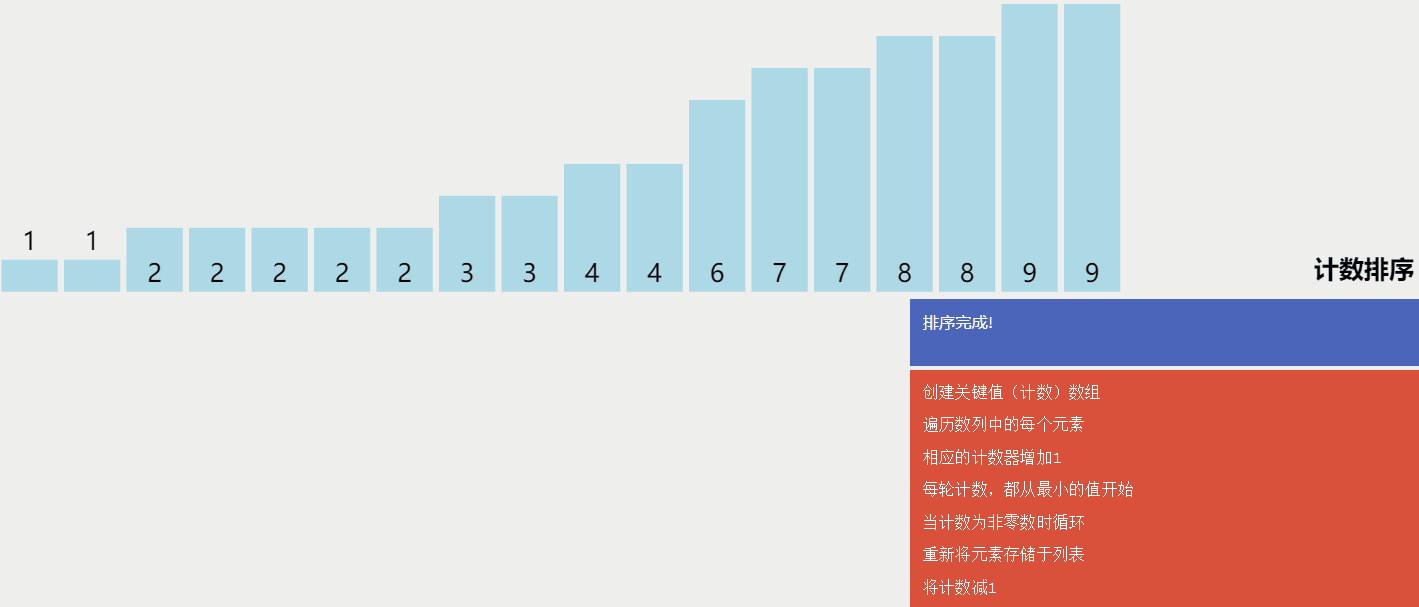 1 1 2 2 2 2 2 3 3 4 4 6 7 7 8 8 9 9
计数排序
排序完成!
创建关键值（计数）数组
遍历数列中的每个元素
相应的计数器增加1
每轮计数，都从最小的值开始
当计数为非零数时循环
重新将元素存储于列表
将计数减1